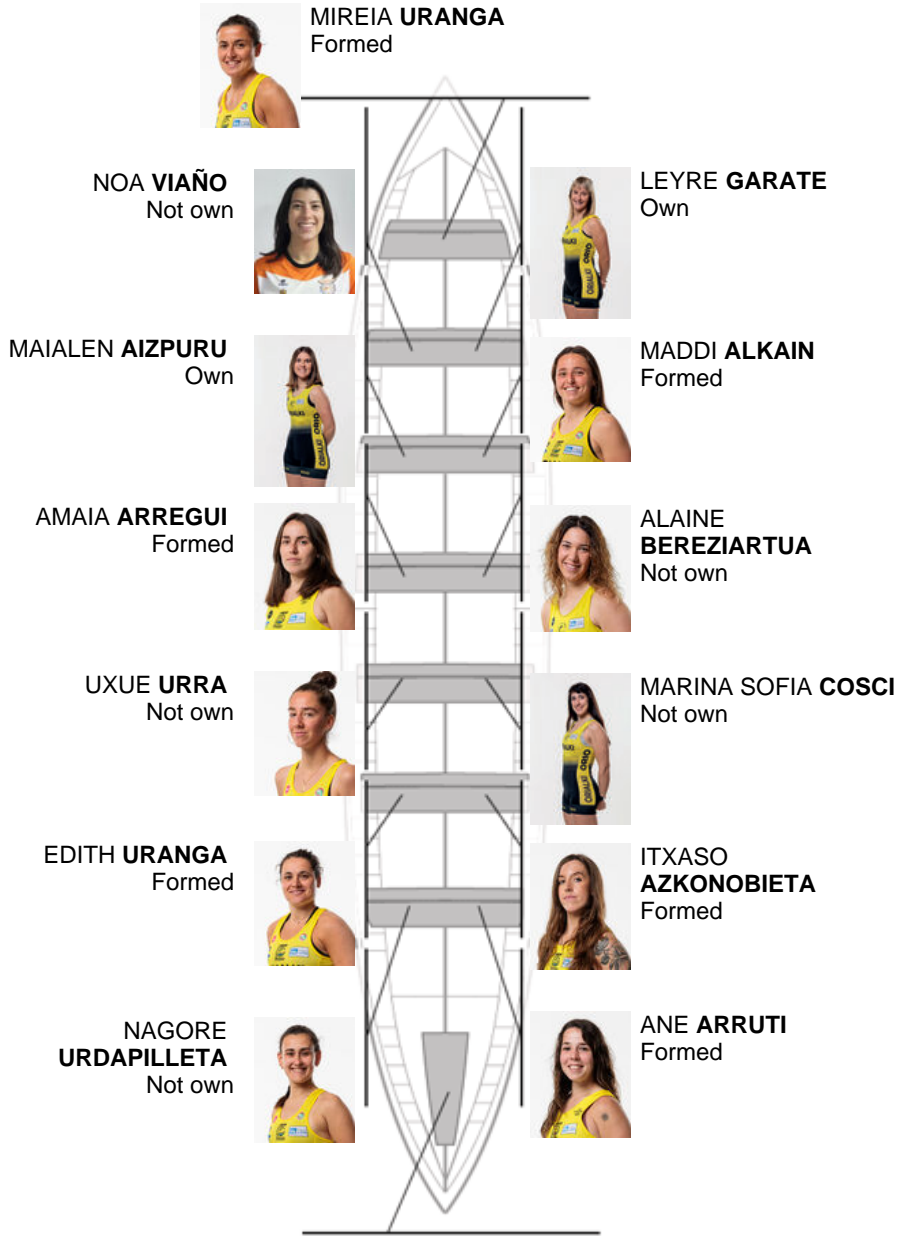 MIREIA URANGA
Formed
NOA VIAÑO
Not own
LEYRE GARATE
Own
MAIALEN AIZPURU
Own
MADDI ALKAIN
Formed
AMAIA ARREGUI
Formed
ALAINE
BEREZIARTUA
Not own
UXUE URRA
Not own
MARINA SOFIA COSCI
Not own
EDITH URANGA
Formed
ITXASO
AZKONOBIETA
Formed
NAGORE
URDAPILLETA
Not own
ANE ARRUTI
Formed